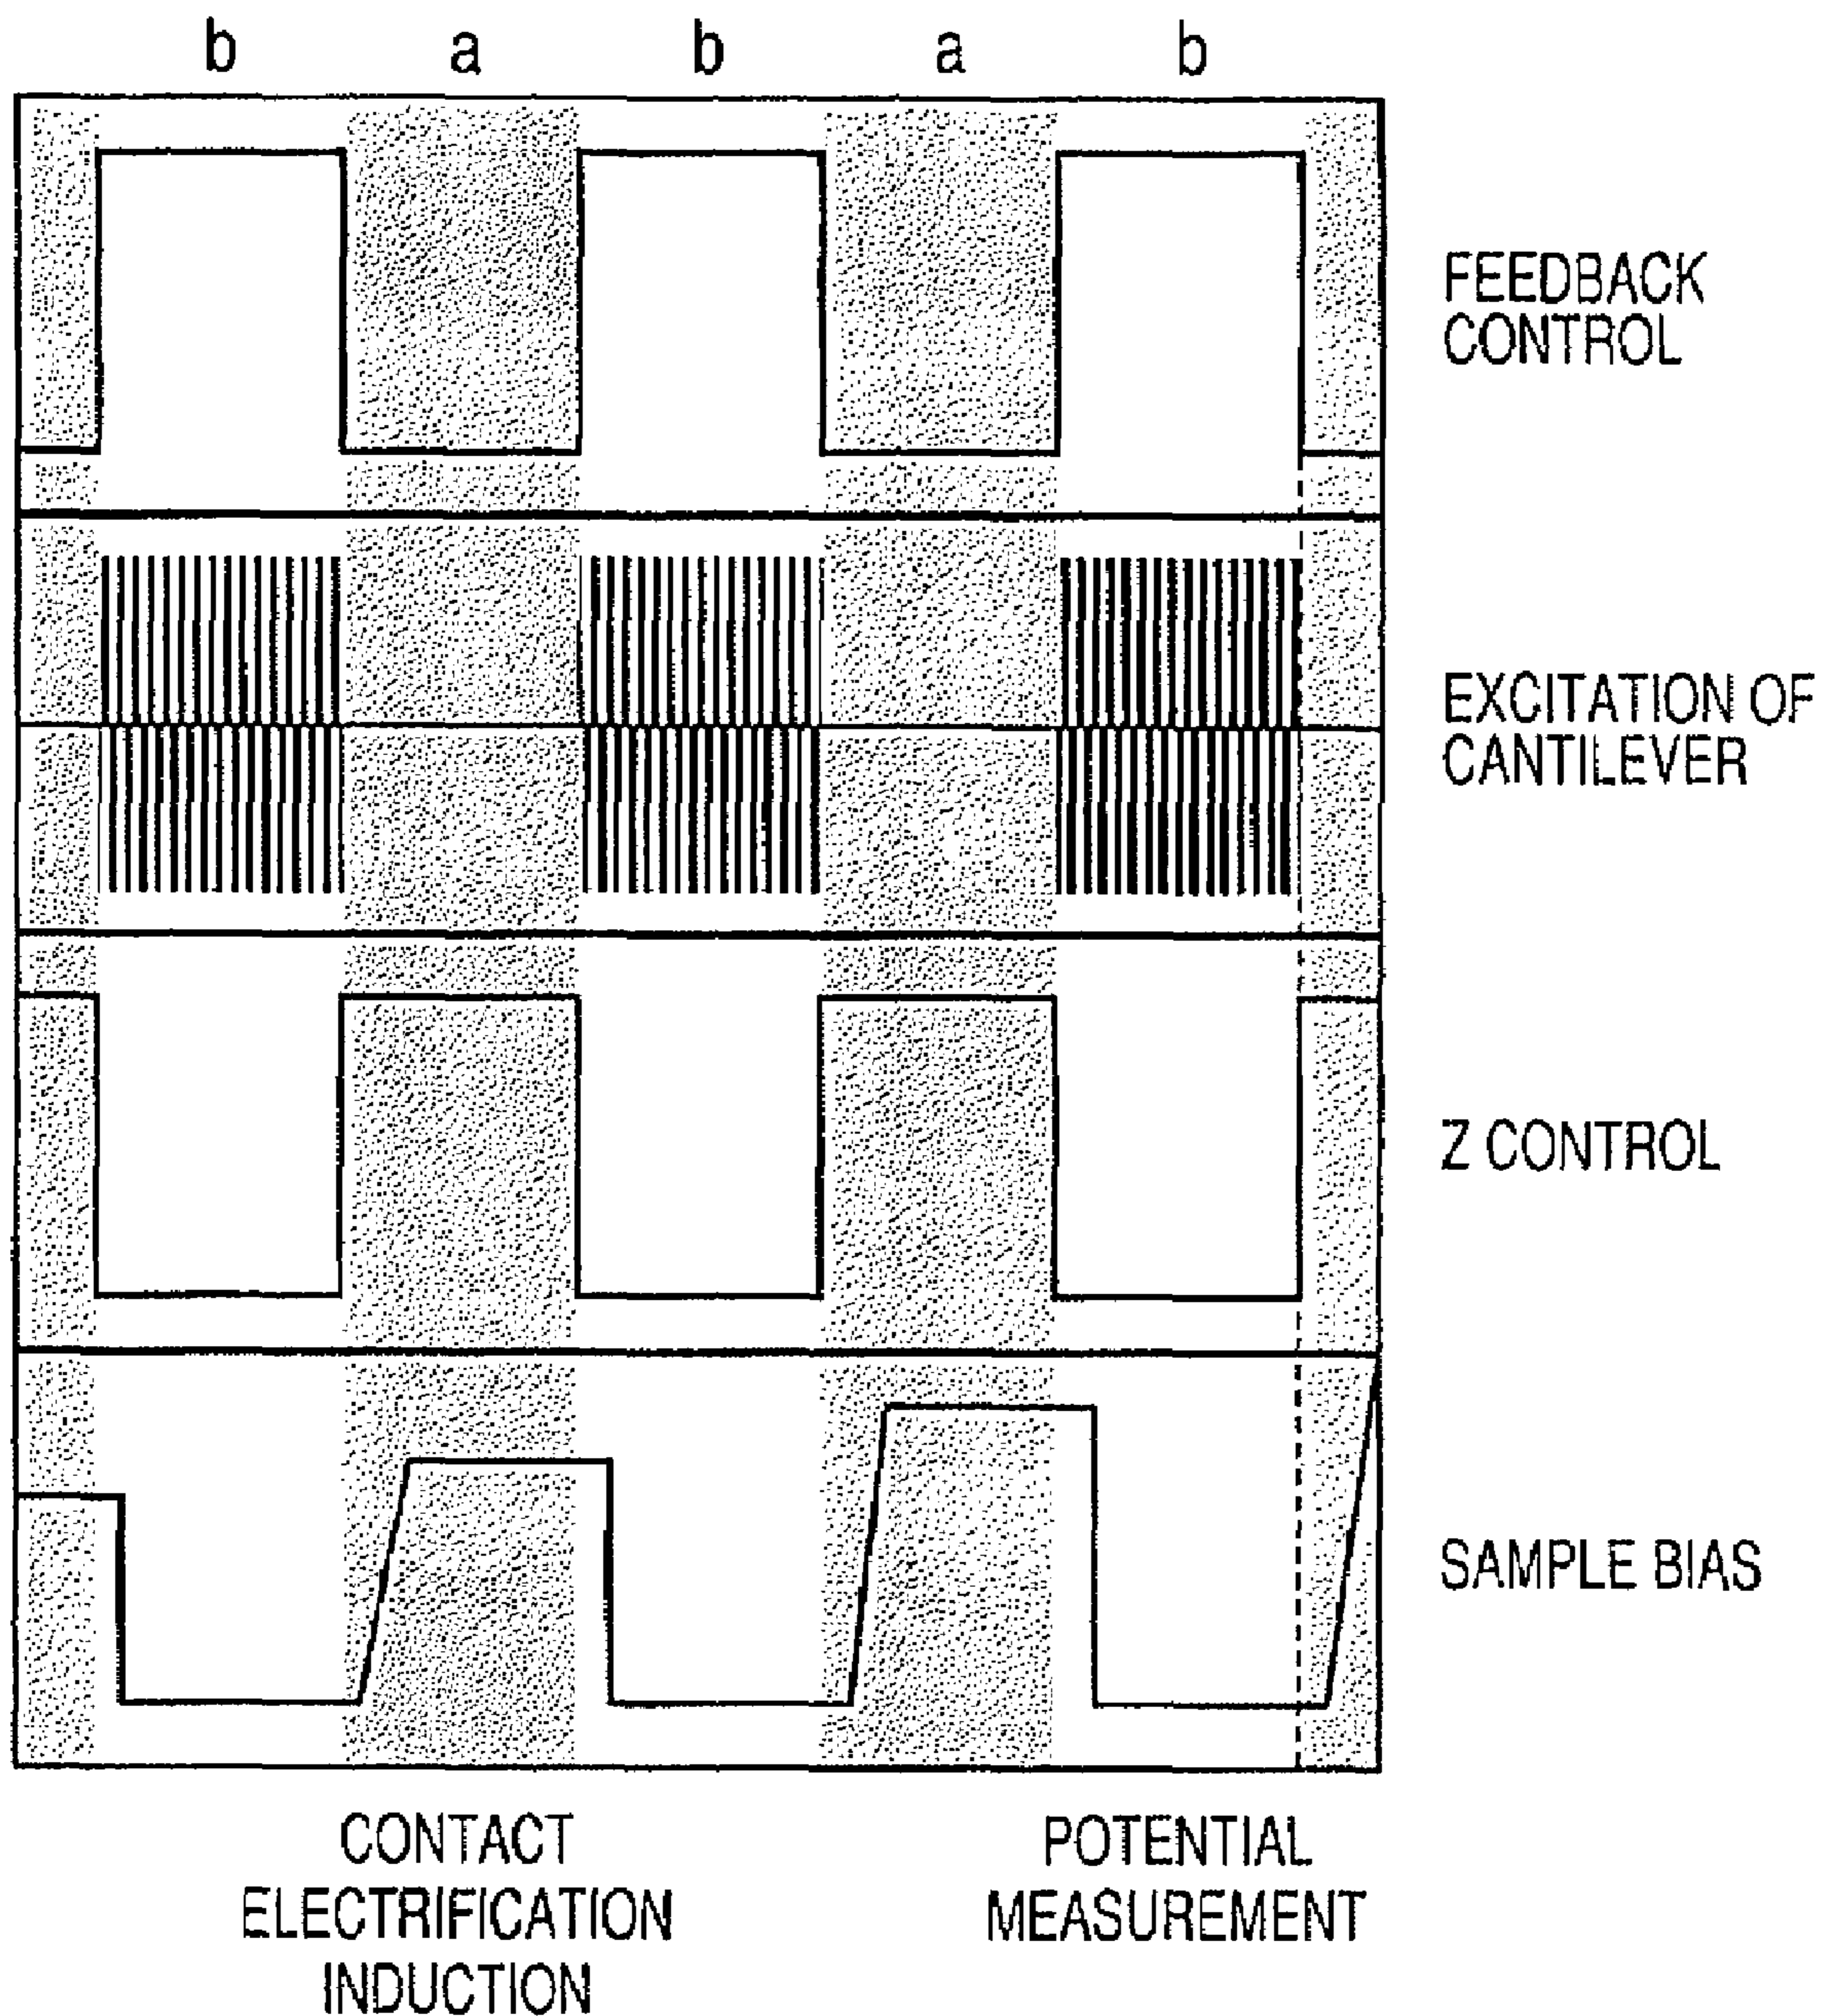 b a b a b
FEEDBACK
CONTROL
EXCITATION OF
CANTILEVER
Z CONTROL
SAMPLE BIAS
CONTACT
ELECTRIFICATION
INDUCTION
POTENTIAL
MEASUREMENT